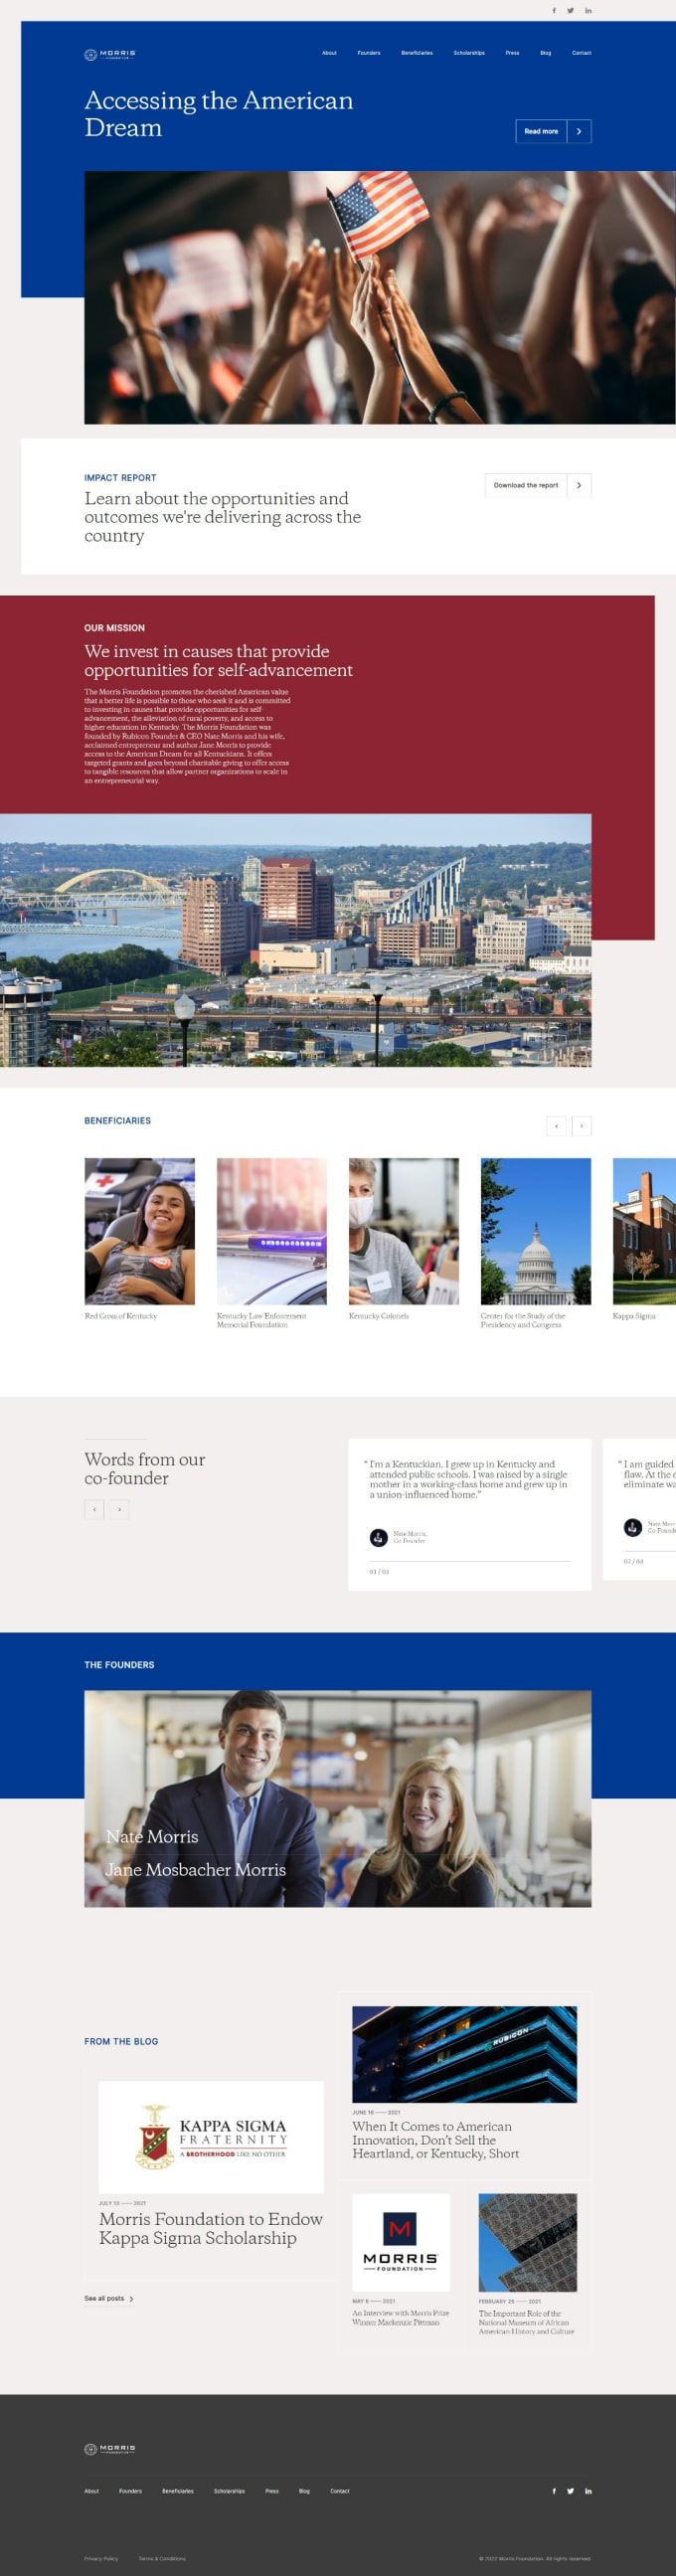 MORRIS
FOUNDATION
About Founders Beneficiaries Scholarships Press Blog Contact
Accessing the American
Dream
Read more
IMPACT REPORT
Learn about the opportunities and
outcomes we're delivering across the
country
Download the report
OUR MISSION
We invest in causes that provide
opportunities for self-advancement
The Morris Foundation promotes the cherished American value
that a better life is possible to those who seek it and is committed
to investing in causes that provide opportunities for self-
advancement, the alleviation of rural poverty, and access to
higher education in Kentucky. The Morris Foundation was
founded by Rubicon Founder & CEO Nate Morris and his wife,
acclaimed entrepreneur and author Jane Morris to provide
access to the American Dream for all Kentuckians. It offers
targeted grants and goes beyond charitable giving to offer access
to tangible resources that allow partner organizations to scale in
an entrepreneurial way.
BENEFICIARIES
Red Cross of Kentucky
Kentucky Law Enforcement
Memorial Foundation
Kentucky Colonels
Center for the Study of the
Presidency and Congress
Kappa Sigma
Words from our
co-founder
“I'm a Kentuckian. I grew up in Kentucky and
attended public schools. I was raised by a single
mother in a working-class home and grew up in
a union-influenced home.”
Nate Morris,
Co-Founder
01 / 03
“I am guided
flaw. At the
eliminate
Nate
02 / 03
THE FOUNDERS
Nate Morris
Jane Mosbacher Morris
FROM THE BLOG
KAPPA SIGMA
FRATERNITY
A BROTHERHOOD LIKE NO OTHER
JULY 13 — 2021
Morris Foundation to Endow
Kappa Sigma Scholarship
See all posts
RUBICON
JUNE 16 — 2021
When It Comes to American
Innovation, Don't Sell the
Heartland, or Kentucky, Short
M
MORRIS
FOUNDATION
MAY 6 — 2021
An Interview with Morris Prize
Winner Mackenzie Pittman
FEBRUARY 25 — 2021
The Important Role of the
National Museum of African
American History and Culture
MORRIS
FOUNDATION
About Founders Beneficiaries Scholarships Press Blog Contact
Privacy Policy Terms & Conditions © 2022 Morris Foundation. All rights reserved.